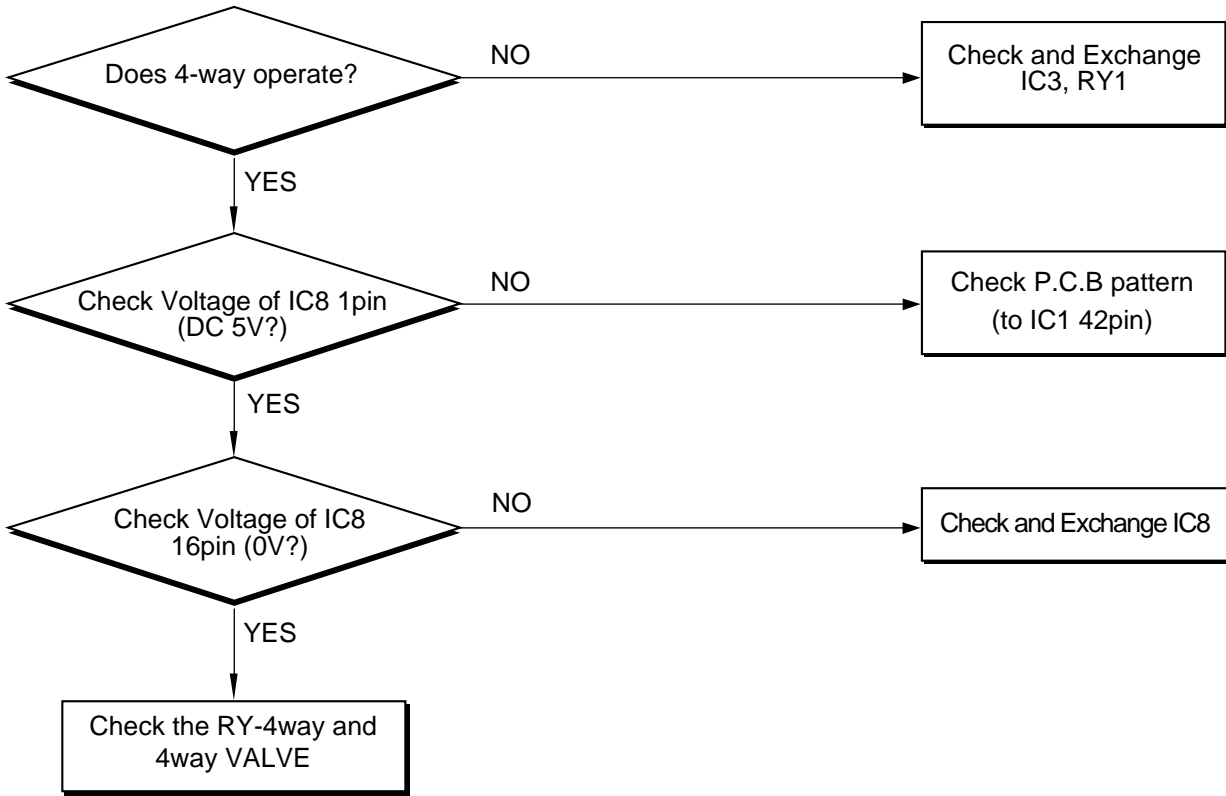 Does 4-way operate?
NO
Check and Exchange
IC3, RY1
YES
Check Voltage of IC8 1pin
(DC 5V?)
NO
Check P.C.B pattern
(to IC1 42pin)
YES
Check Voltage of IC8
16pin (0V?)
NO
Check and Exchange IC8
YES
Check the RY-4way and
4way VALVE